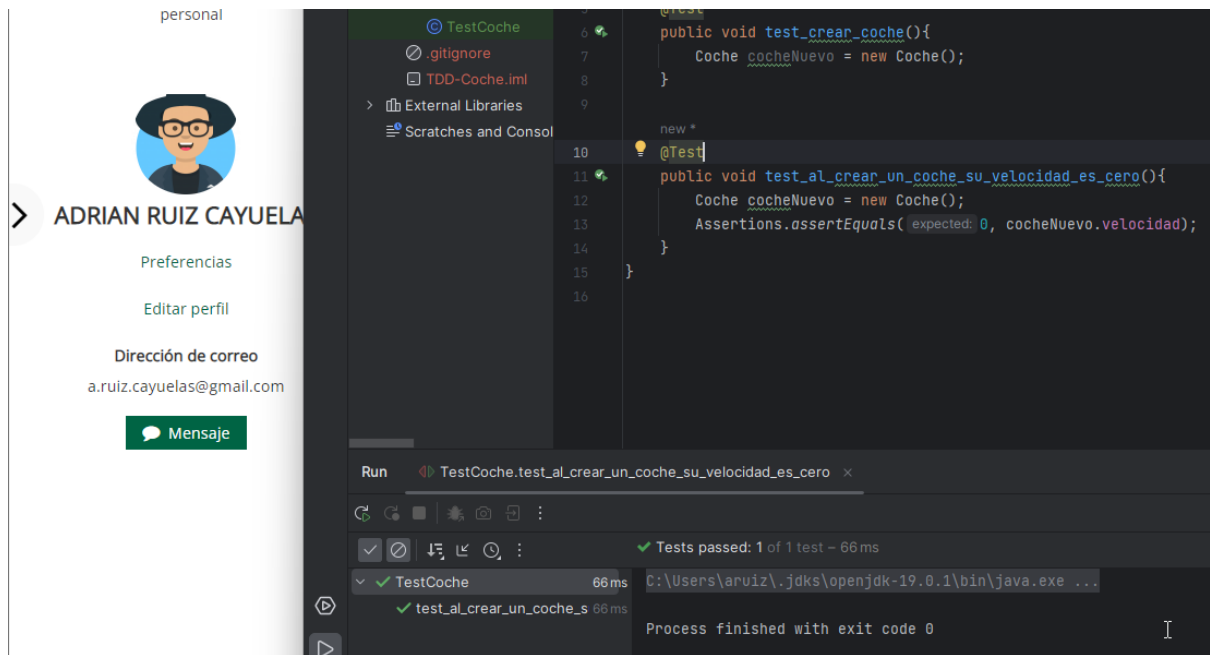 personal
ADRIAN RUIZ CAYUELA
Preferencias
Editar perfil
Dirección de correo
a.ruiz.cayuelas@gmail.com
Mensaje
TestCoche
.gitignore
TDD-Coche.iml
External Libraries
Scratches and Consol
@Test
6 public void test_crear_coche(){
7 Coche cocheNuevo = new Coche();
8 }
9
new *
10 @Test
11 public void test_al_crear_un_coche_su_velocidad_es_cero(){
12 Coche cocheNuevo = new Coche();
13 Assertions.assertEquals( expected: 0, cocheNuevo.velocidad);
14 }
15 }
16
Run TestCoche.test_al_crear_un_coche_su_velocidad_es_cero ×
Tests passed: 1 of 1 test – 66 ms
TestCoche 66 ms
test_al_crear_un_coche_s 66 ms
C:\Users\aruiz\.jdks\openjdk-19.0.1\bin\java.exe ...
Process finished with exit code 0